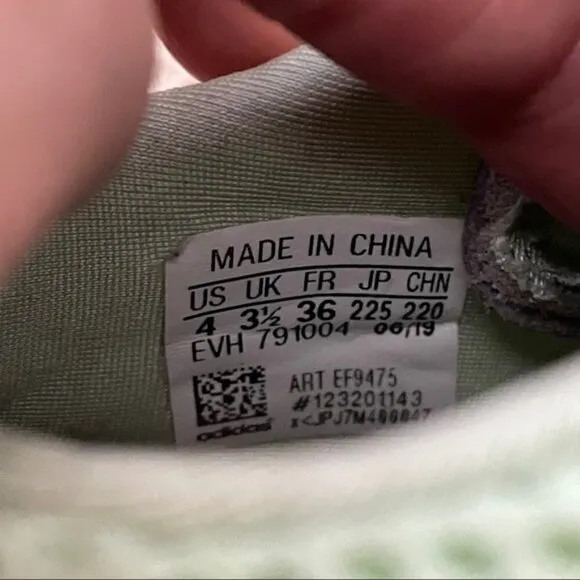 MADE IN CHINA
US UK FR JP CHN
4 3½ 36 225 220
EVH 791004 06/19
ART EF9475
#123201143
adidas